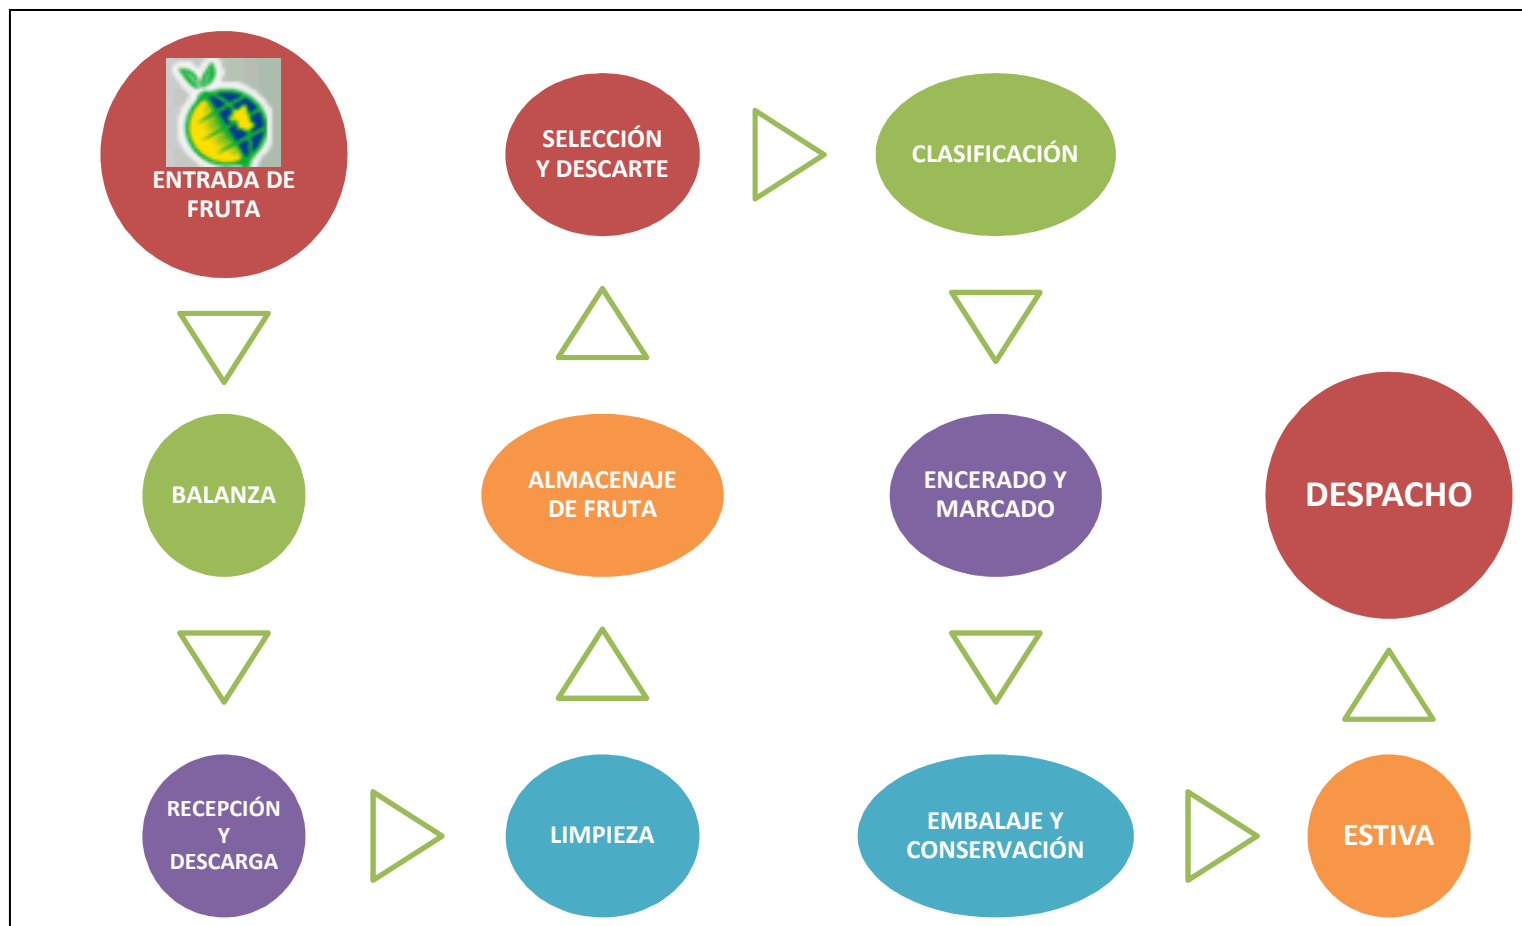 ENTRADA DE
FRUTA
BALANZA
RECEPCIÓN
Y
DESCARGA
LIMPIEZA
ALMACENAJE
DE FRUTA
SELECCIÓN
Y DESCARTE
CLASIFICACIÓN
ENCERADO Y
MARCADO
EMBALAJE Y
CONSERVACIÓN
ESTIVA
DESPACHO